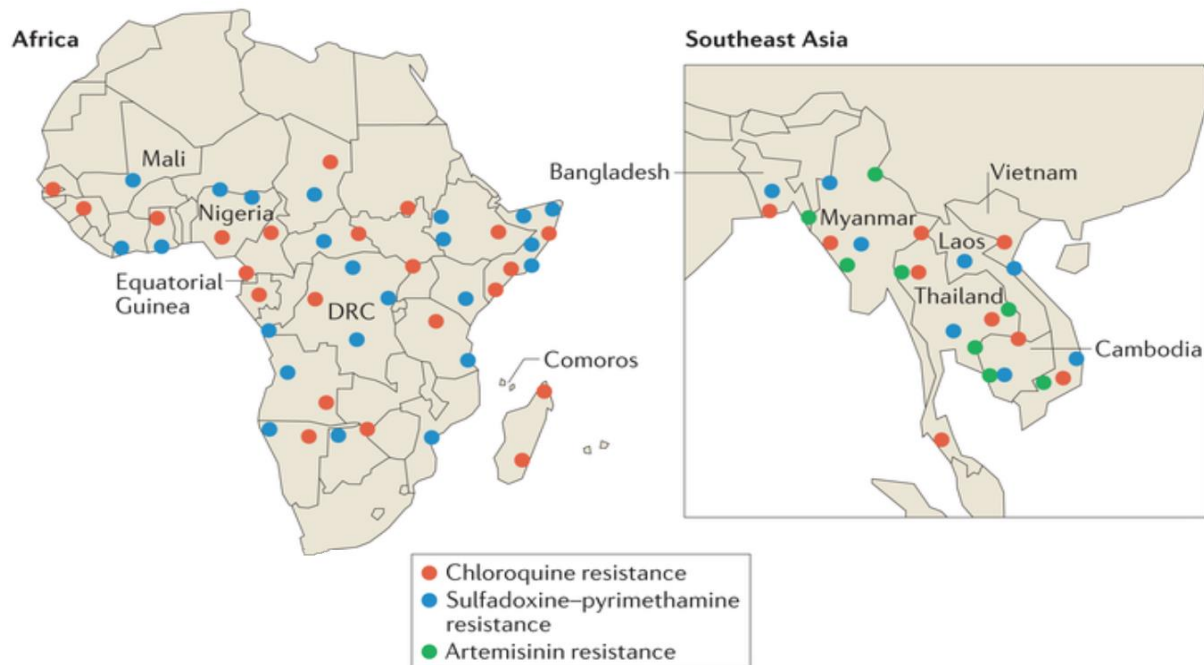 Africa
Mali
Nigeria
Equatorial
Guinea
DRC
Comoros
Southeast Asia
Bangladesh
Vietnam
Myanmar
Laos
Thailand
Cambodia
Chloroquine resistance
Sulfadoxine–pyrimethamine
resistance
Artemisinin resistance